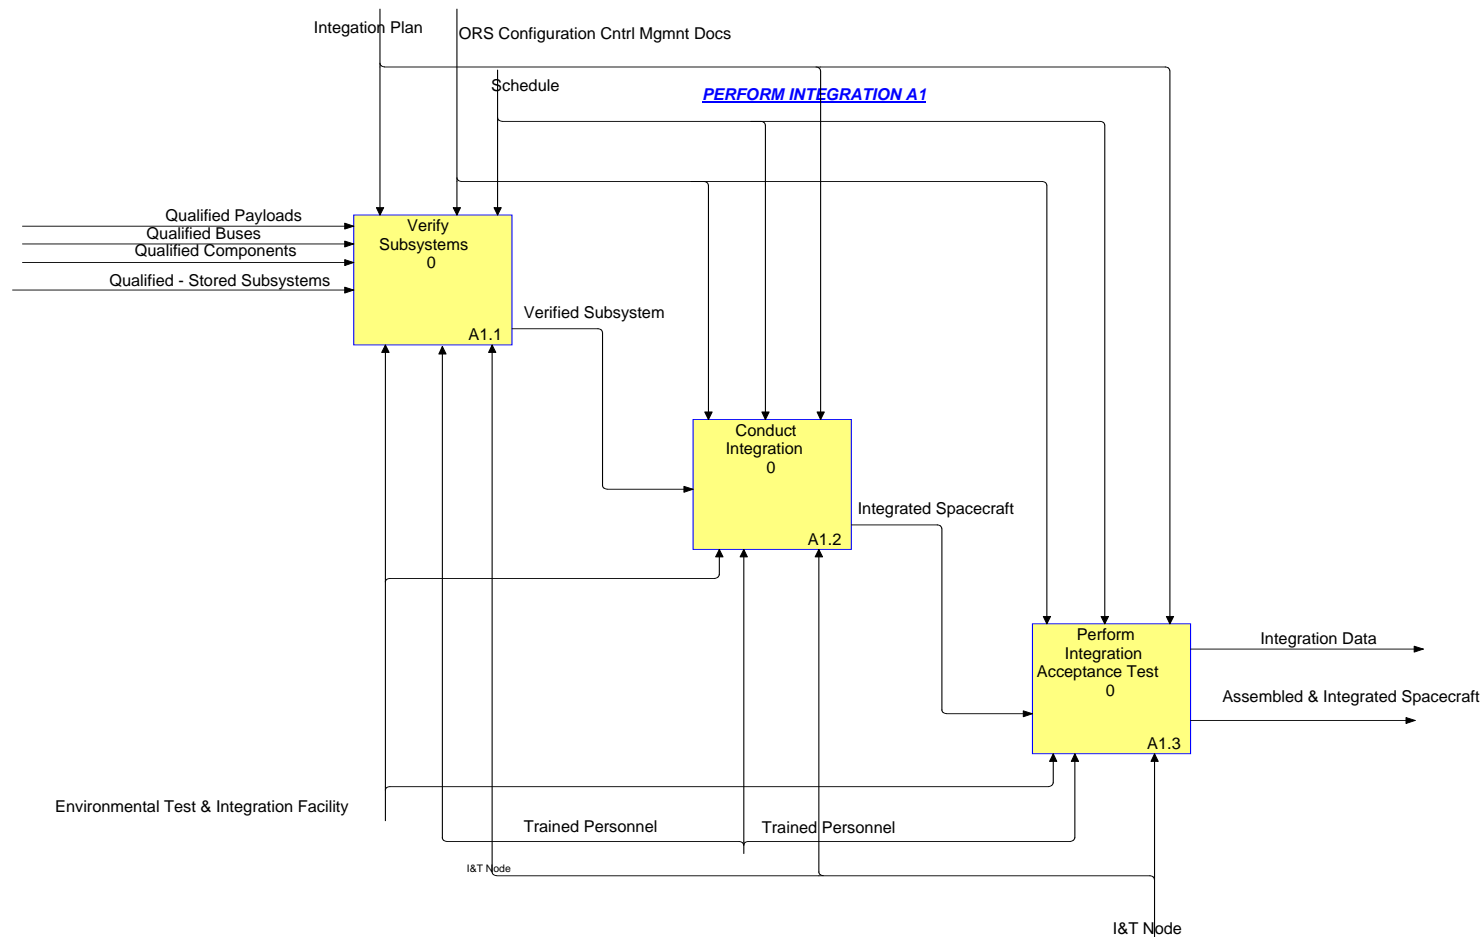 Integation Plan
ORS Configuration Cntrl Mgmnt Docs
Schedule
PERFORM INTEGRATION A1
Qualified Payloads
Qualified Buses
Qualified Components
Qualified - Stored Subsystems
Verify
Subsystems
0
A1.1
Verified Subsystem
Conduct
Integration
0
A1.2
Integrated Spacecraft
Perform
Integration
Acceptance Test
0
A1.3
Integration Data
Assembled & Integrated Spacecraft
Environmental Test & Integration Facility
Trained Personnel
Trained Personnel
I&T Node
I&T Node